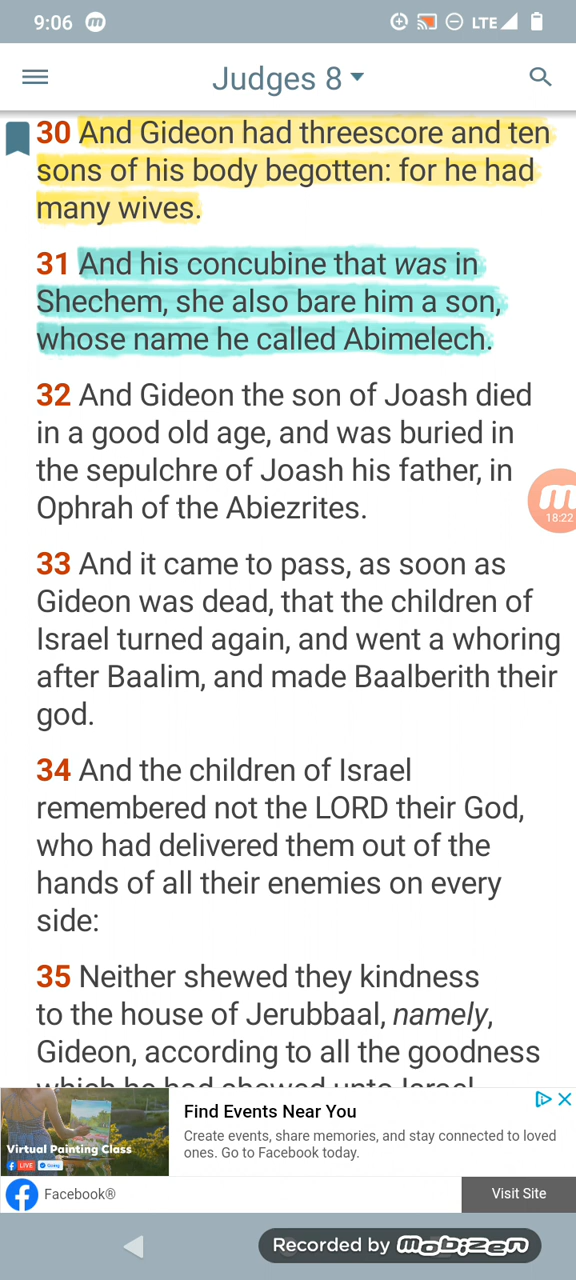 9:06 m LTE
Judges 8
30 And Gideon had threescore and ten
sons of his body begotten: for he had
many wives.
31 And his concubine that was in
Shechem, she also bare him a son,
whose name he called Abimelech.
32 And Gideon the son of Joash died
in a good old age, and was buried in
the sepulchre of Joash his father, in
Ophrah of the Abiezrites.
m
18:22
33 And it came to pass, as soon as
Gideon was dead, that the children of
Israel turned again, and went a whoring
after Baalim, and made Baalberith their
god.
34 And the children of Israel
remembered not the LORD their God,
who had delivered them out of the
hands of all their enemies on every
side:
35 Neither shewed they kindness
to the house of Jerubbaal, namely,
Gideon, according to all the goodness
which he had shewed unto Israel
Virtual Painting Class
LIVE Going
Find Events Near You
Create events, share memories, and stay connected to loved
ones. Go to Facebook today.
Facebook®
Visit Site
Recorded by mobizen